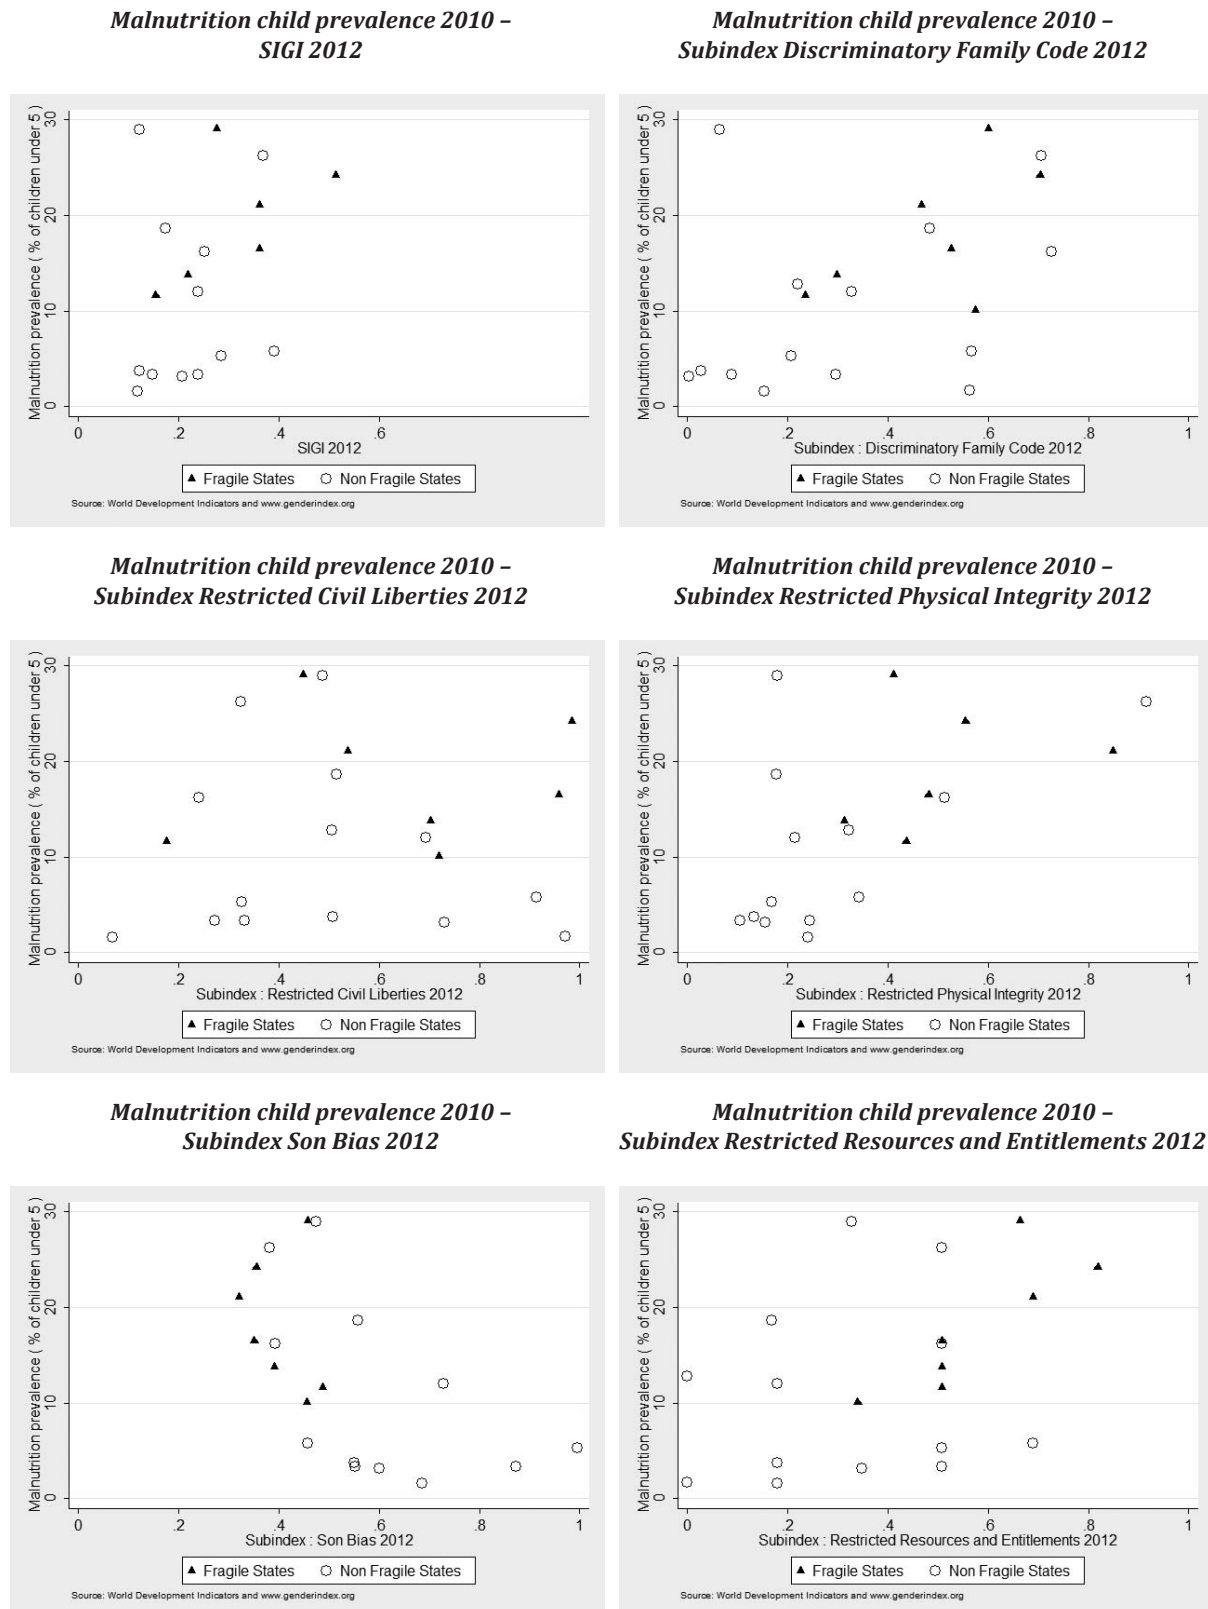 Malnutrition child prevalence 2010 –
SIGI 2012
Malnutrition prevalence ( % of children under 5 )
30
20
10
0
0
.2
.4
.6
SIGI 2012
▲ Fragile States ○ Non Fragile States
Source: World Development Indicators and www.genderindex.org
Malnutrition child prevalence 2010 –
Subindex Discriminatory Family Code 2012
Malnutrition prevalence ( % of children under 5 )
30
20
10
0
0
.2
.4
.6
.8
1
Subindex : Discriminatory Family Code 2012
▲ Fragile States ○ Non Fragile States
Source: World Development Indicators and www.genderindex.org
Malnutrition child prevalence 2010 –
Subindex Restricted Civil Liberties 2012
Malnutrition prevalence ( % of children under 5 )
30
20
10
0
0
.2
.4
.6
.8
1
Subindex : Restricted Civil Liberties 2012
▲ Fragile States ○ Non Fragile States
Source: World Development Indicators and www.genderindex.org
Malnutrition child prevalence 2010 –
Subindex Restricted Physical Integrity 2012
Malnutrition prevalence ( % of children under 5 )
30
20
10
0
0
.2
.4
.6
.8
1
Subindex : Restricted Physical Integrity 2012
▲ Fragile States ○ Non Fragile States
Source: World Development Indicators and www.genderindex.org
Malnutrition child prevalence 2010 –
Subindex Son Bias 2012
Malnutrition prevalence ( % of children under 5 )
30
20
10
0
0
.2
.4
.6
.8
1
Subindex : Son Bias 2012
▲ Fragile States ○ Non Fragile States
Source: World Development Indicators and www.genderindex.org
Malnutrition child prevalence 2010 –
Subindex Restricted Resources and Entitlements 2012
Malnutrition prevalence ( % of children under 5 )
30
20
10
0
0
.2
.4
.6
.8
1
Subindex : Restricted Resources and Entitlements 2012
▲ Fragile States ○ Non Fragile States
Source: World Development Indicators and www.genderindex.org